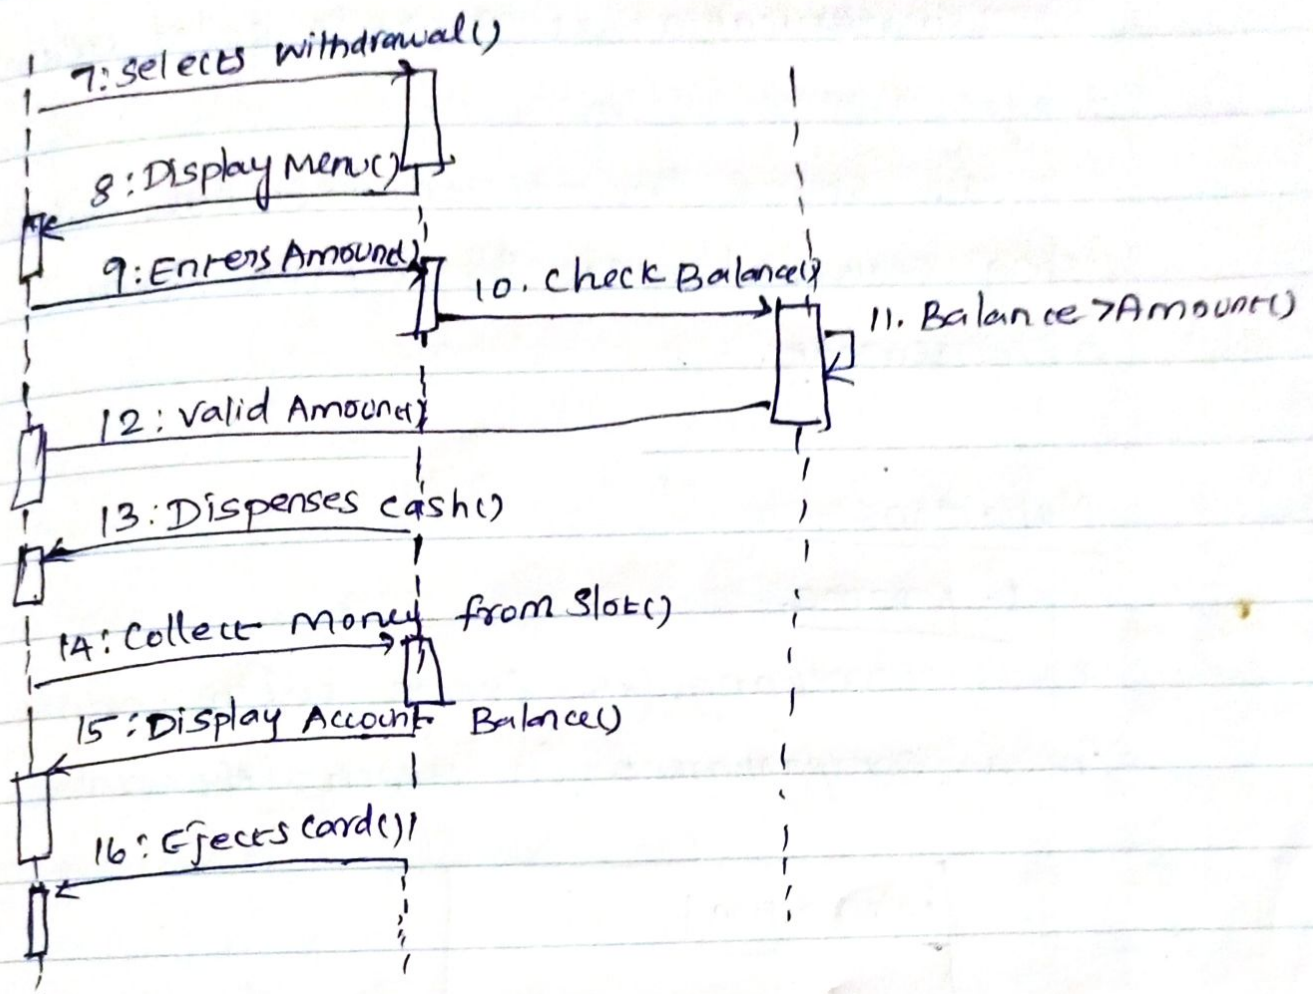 7: Selects Withdrawal()
8: Display Menu()
9: Enters Amount()
10. Check Balance()
11. Balance >Amount()
12: Valid Amount()
13: Dispenses Cash()
14: Collect Money from Slot()
15: Display Account Balance()
16: Ejects Card()